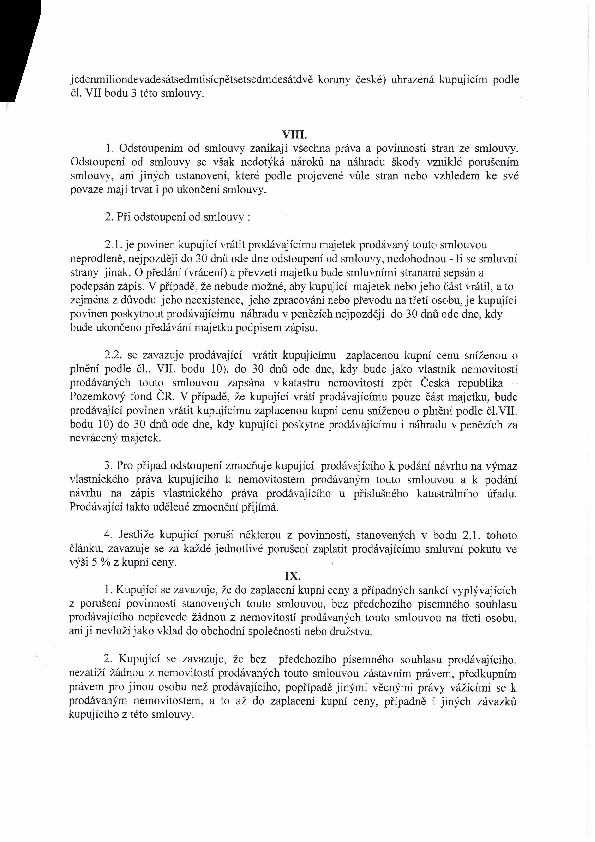 jedenmiliondevadesátsedmtisícpětsetsedmdesátdvě koruny české) uhrazená kupujícím podle
čl. VII bodu 3 této smlouvy.
VIII.
1. Odstoupením od smlouvy zanikají všechna práva a povinnosti stran ze smlouvy.
Odstoupení od smlouvy se však nedotýká nároků na náhradu škody vzniklé porušením
smlouvy, ani jiných ustanovení, které podle projevené vůle stran nebo vzhledem ke své
povaze mají trvat i po ukončení smlouvy.
2. Při odstoupení od smlouvy :
2.1. je povinen kupující vrátit prodávajícímu majetek prodávaný touto smlouvou
neprodleně, nejpozději do 30 dnů ode dne odstoupení od smlouvy, nedohodnou - li se smluvní
strany jinak. O předání (vrácení) a převzetí majetku bude smluvními stranami sepsán a
podepsán zápis. V případě, že nebude možné, aby kupující majetek nebo jeho část vrátil, a to
zejména z důvodu jeho neexistence, jeho zpracování nebo převodu na třetí osobu, je kupující
povinen poskytnout prodávajícímu náhradu v penězích nejpozději do 30 dnů ode dne, kdy
bude ukončeno předávání majetku podpisem zápisu.
2.2. se zavazuje prodávající vrátit kupujícímu zaplacenou kupní cenu sníženou o
plnění podle čl.. VII. bodu 10). do 30 dnů ode dne, kdy bude jako vlastník nemovitostí
prodávaných touto smlouvou zapsána v katastru nemovitostí zpět Česká republika –
Pozemkový fond ČR. V případě, že kupující vrátí prodávajícímu pouze část majetku, bude
prodávající povinen vrátit kupujícímu zaplacenou kupní cenu sníženou o plnění podle čl.VII.
bodu 10) do 30 dnů ode dne, kdy kupující poskytne prodávajícímu i náhradu v penězích za
nevrácený majetek.
3. Pro případ odstoupení zmocňuje kupující prodávajícího k podání návrhu na výmaz
vlastnického práva kupujícího k nemovitostem prodávaným touto smlouvou a k podání
návrhu na zápis vlastnického práva prodávajícího u příslušného katastrálního úřadu.
Prodávající takto udělené zmocnění přijímá.
4. Jestliže kupující poruší některou z povinností, stanovených v bodu 2.1. tohoto
článku, zavazuje se za každé jednotlivé porušení zaplatit prodávajícímu smluvní pokutu ve
výši 5 % z kupní ceny.
IX.
1. Kupující se zavazuje, že do zaplacení kupní ceny a případných sankcí vyplývajících
z porušení povinností stanovených touto smlouvou, bez předchozího písemného souhlasu
prodávajícího nepřevede žádnou z nemovitostí prodávaných touto smlouvou na třetí osobu,
ani ji nevloží jako vklad do obchodní společnosti nebo družstva.
2. Kupující se zavazuje, že bez předchozího písemného souhlasu prodávajícího,
nezatíží žádnou z nemovitostí prodávaných touto smlouvou zástavním právem, předkupním
právem pro jinou osobu než prodávajícího, popřípadě jinými věcnými právy vážícími se k
prodávaným nemovitostem, a to až do zaplacení kupní ceny, případně i jiných závazků
kupujícího z této smlouvy.